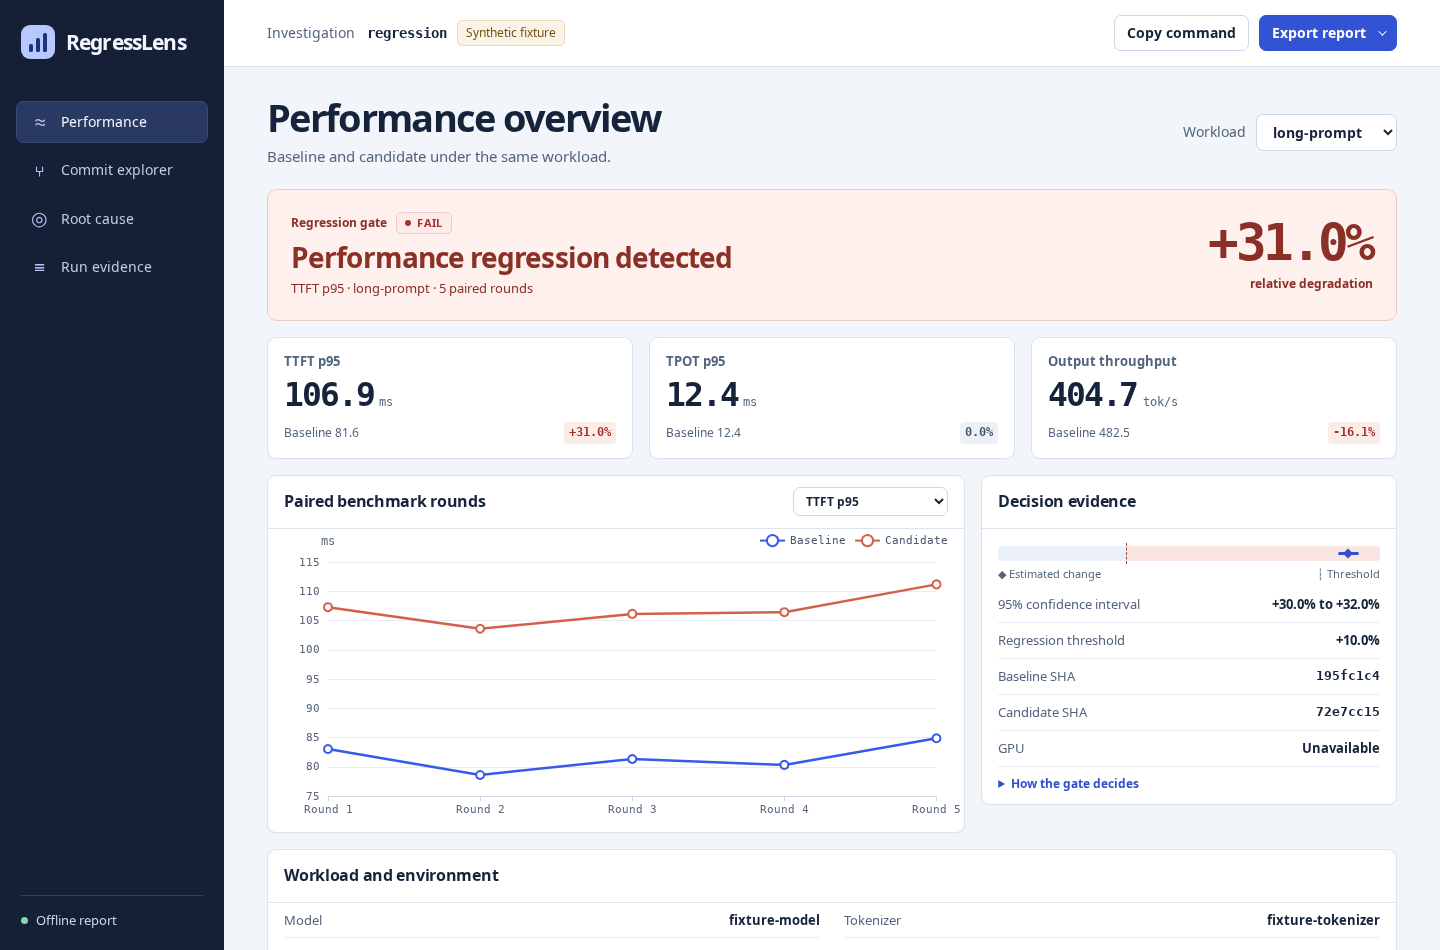 RegressLens
Performance
Commit explorer
Root cause
Run evidence
Offline report
Investigation regression Synthetic fixture
Copy command
Export report
Performance overview
Baseline and candidate under the same workload.
Workload long-prompt
Regression gate FAIL
Performance regression detected
TTFT p95 · long-prompt · 5 paired rounds
+31.0%
relative degradation
TTFT p95
106.9 ms
Baseline 81.6 +31.0%
TPOT p95
12.4 ms
Baseline 12.4 0.0%
Output throughput
404.7 tok/s
Baseline 482.5 -16.1%
Paired benchmark rounds
TTFT p95
ms
Baseline Candidate
115
110
105
100
95
90
85
80
75
Round 1 Round 2 Round 3 Round 4 Round 5
Decision evidence
◆ Estimated change ┆ Threshold
95% confidence interval +30.0% to +32.0%
Regression threshold +10.0%
Baseline SHA 195fc1c4
Candidate SHA 72e7cc15
GPU Unavailable
▶ How the gate decides
Workload and environment
Model fixture-model
Tokenizer fixture-tokenizer